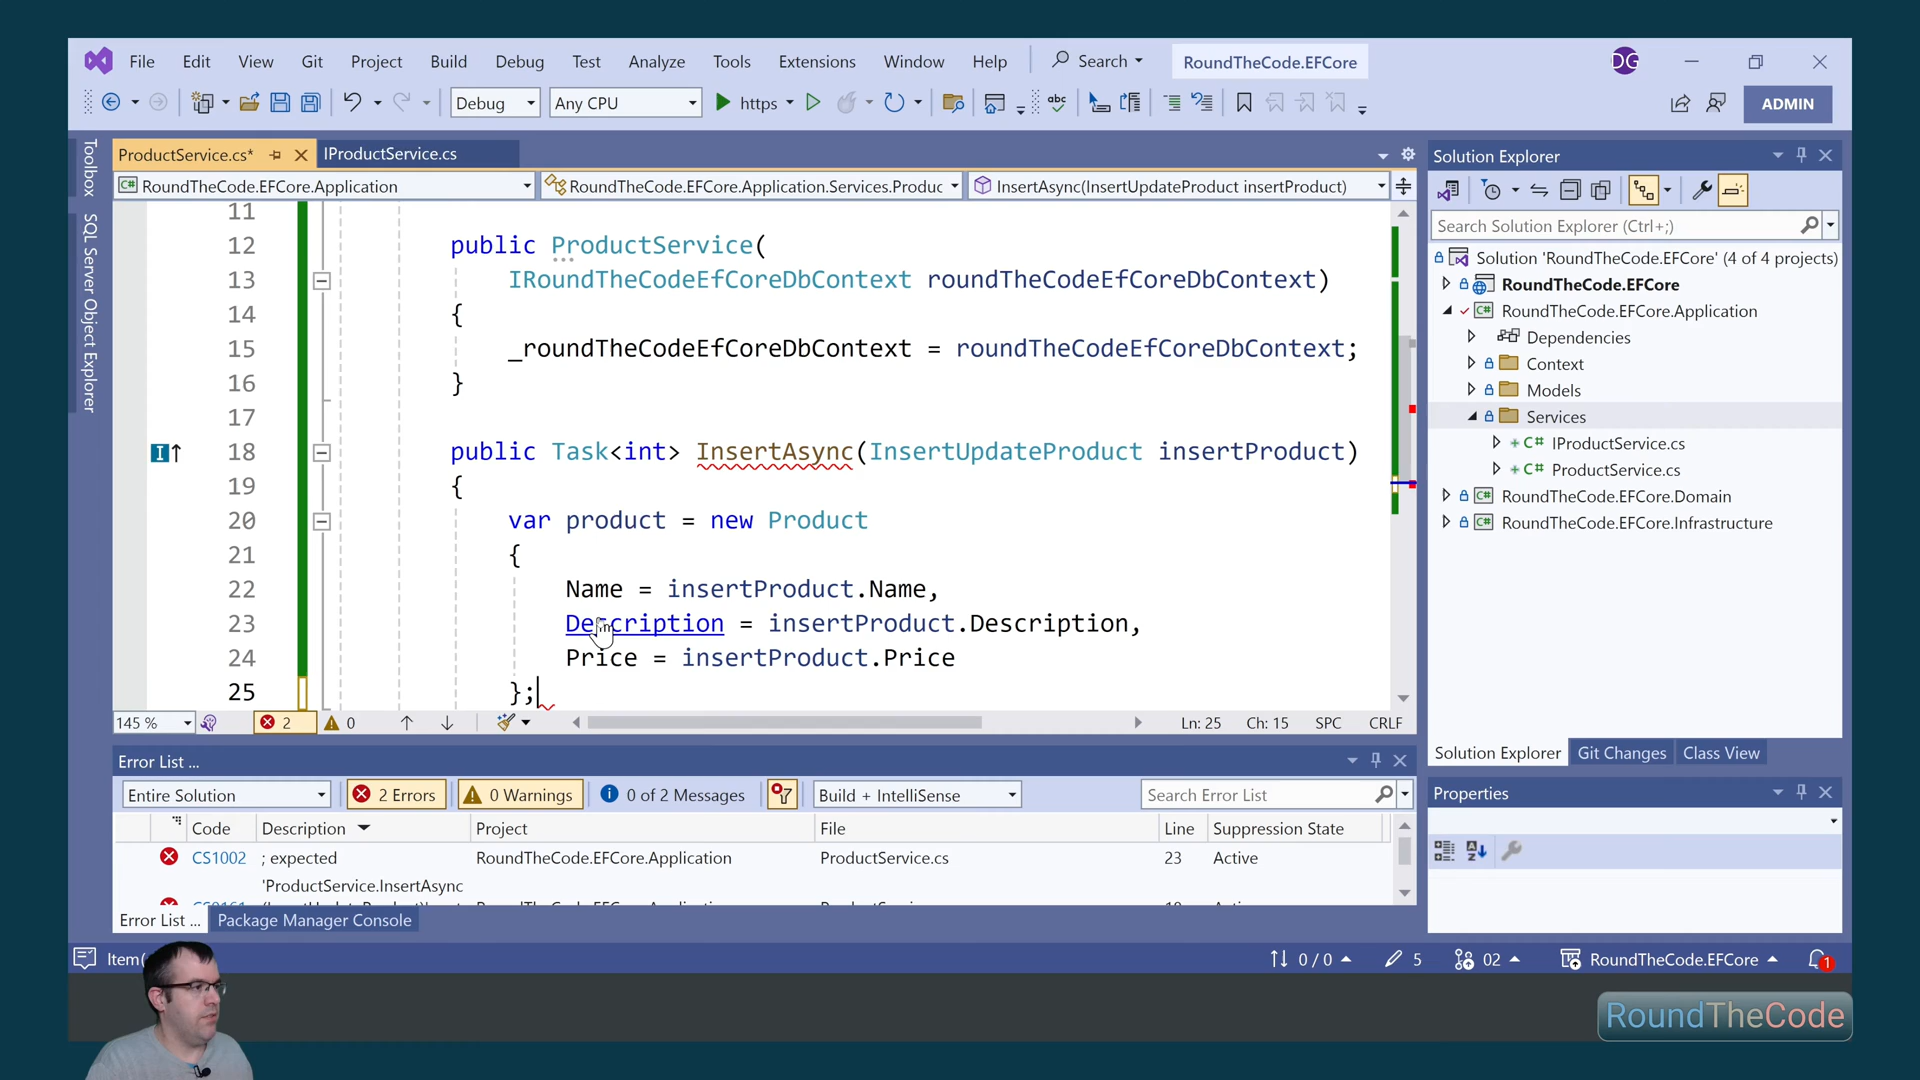 File Edit View Git Project Build Debug Test Analyze Tools Extensions Window Help Search RoundTheCode.EFCore DG
Debug Any CPU https ADMIN
ProductService.cs* IProductService.cs
RoundTheCode.EFCore.Application RoundTheCode.EFCore.Application.Services.Produc InsertAsync(InsertUpdateProduct insertProduct)
Toolbox
SQL Server Object Explorer
11
12 public ProductService(
13 IRoundTheCodeEfCoreDbContext roundTheCodeEfCoreDbContext)
14 {
15 _roundTheCodeEfCoreDbContext = roundTheCodeEfCoreDbContext;
16 }
17
18 public Task<int> InsertAsync(InsertUpdateProduct insertProduct)
19 {
20 var product = new Product
21 {
22 Name = insertProduct.Name,
23 Description = insertProduct.Description,
24 Price = insertProduct.Price
25 };
145 % 2 0 Ln: 25 Ch: 15 SPC CRLF
Solution Explorer
Search Solution Explorer (Ctrl+;)
Solution 'RoundTheCode.EFCore' (4 of 4 projects)
RoundTheCode.EFCore
RoundTheCode.EFCore.Application
Dependencies
Context
Models
Services
IProductService.cs
ProductService.cs
RoundTheCode.EFCore.Domain
RoundTheCode.EFCore.Infrastructure
Solution Explorer Git Changes Class View
Properties
Error List ...
Entire Solution 2 Errors 0 Warnings 0 of 2 Messages Build + IntelliSense Search Error List
Code Description Project File Line Suppression State
CS1002 ; expected RoundTheCode.EFCore.Application ProductService.cs 23 Active
'ProductService.InsertAsync
Error List ... Package Manager Console
Item( 0 / 0 5 02 RoundTheCode.EFCore 1
RoundTheCode